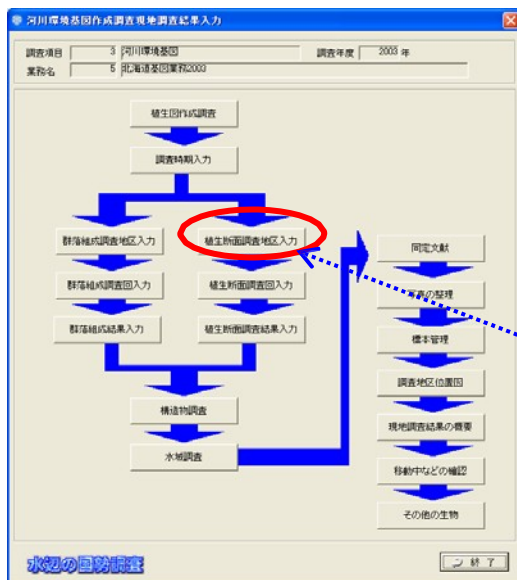 河川環境基図作成調査現地調査結果入力
調査項目 3 河川環境基図 調査年度 2003 年
業務名 5 北海道基図業務2003
植生図作成調査
調査時期入力
群落組成調査地区入力
群落組成調査回入力
群落組成結果入力
植生断面調査地区入力
植生断面調査回入力
植生断面調査結果入力
構造物調査
水域調査
同定文献
写真の整理
標本管理
調査地区位置図
現地調査結果の概要
移動中などの確認
その他の生物
水辺の国勢調査
終了